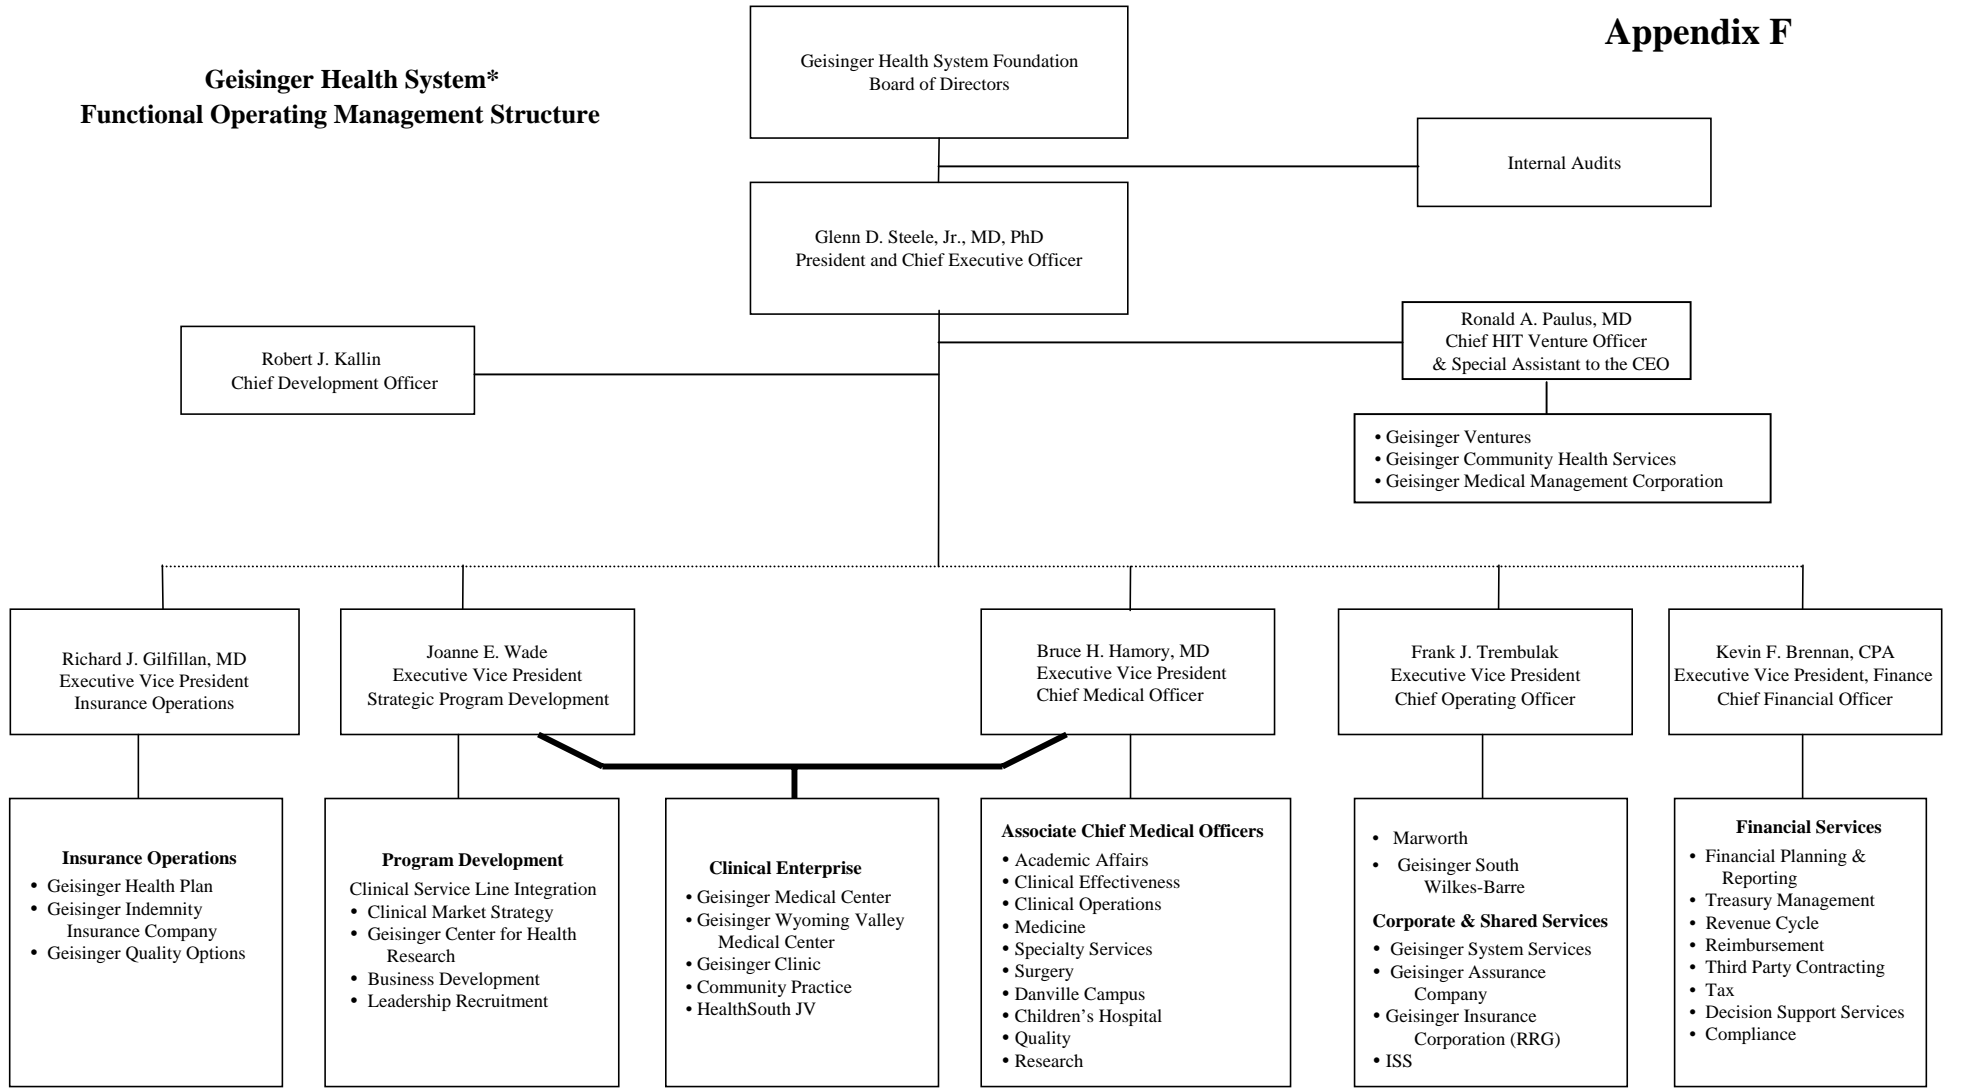 Appendix F
Geisinger Health System*
Functional Operating Management Structure
Geisinger Health System Foundation
Board of Directors
Internal Audits
Glenn D. Steele, Jr., MD, PhD
President and Chief Executive Officer
Robert J. Kallin
Chief Development Officer
Ronald A. Paulus, MD
Chief HIT Venture Officer
& Special Assistant to the CEO
• Geisinger Ventures
• Geisinger Community Health Services
• Geisinger Medical Management Corporation
Richard J. Gilfillan, MD
Executive Vice President
Insurance Operations
Joanne E. Wade
Executive Vice President
Strategic Program Development
Bruce H. Hamory, MD
Executive Vice President
Chief Medical Officer
Frank J. Trembulak
Executive Vice President
Chief Operating Officer
Kevin F. Brennan, CPA
Executive Vice President, Finance
Chief Financial Officer
Insurance Operations
• Geisinger Health Plan
• Geisinger Indemnity
Insurance Company
• Geisinger Quality Options
Program Development
Clinical Service Line Integration
• Clinical Market Strategy
• Geisinger Center for Health
Research
• Business Development
• Leadership Recruitment
Clinical Enterprise
• Geisinger Medical Center
• Geisinger Wyoming Valley
Medical Center
• Geisinger Clinic
• Community Practice
• HealthSouth JV
Associate Chief Medical Officers
• Academic Affairs
• Clinical Effectiveness
• Clinical Operations
• Medicine
• Specialty Services
• Surgery
• Danville Campus
• Children’s Hospital
• Quality
• Research
• Marworth
• Geisinger South
Wilkes-Barre
Corporate & Shared Services
• Geisinger System Services
• Geisinger Assurance
Company
• Geisinger Insurance
Corporation (RRG)
• ISS
Financial Services
• Financial Planning &
Reporting
• Treasury Management
• Revenue Cycle
• Reimbursement
• Third Party Contracting
• Tax
• Decision Support Services
• Compliance